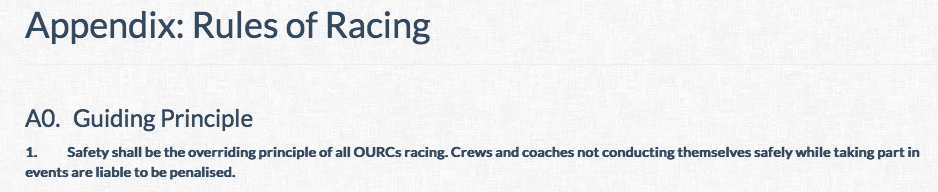 Appendix: Rules of Racing
A0. Guiding Principle
1. Safety shall be the overriding principle of all OURCs racing. Crews and coaches not conducting themselves safely while taking part in
events are liable to be penalised.